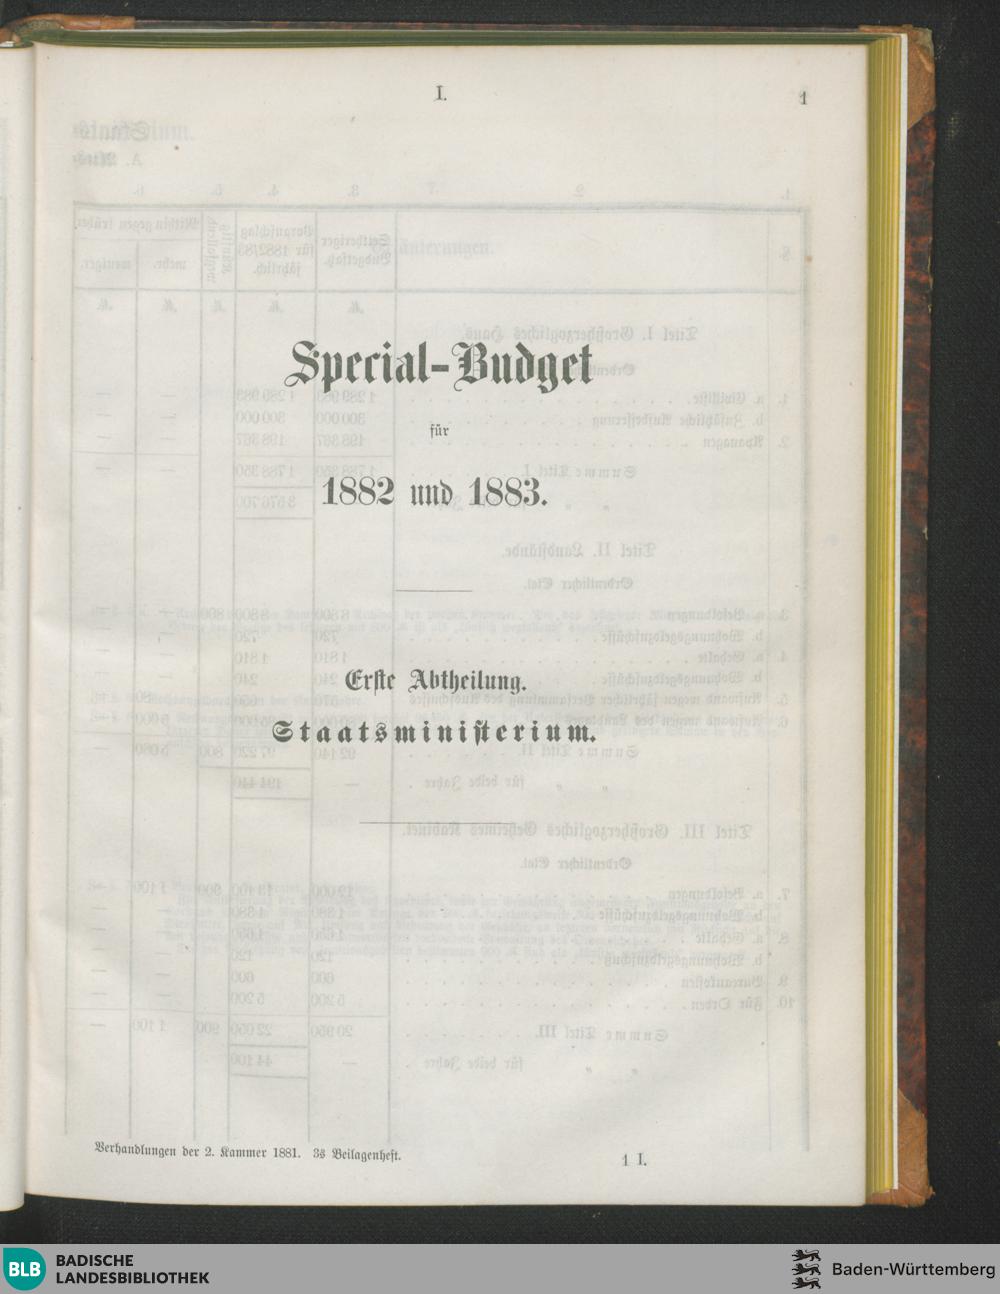 I.
1
Special-Budget
für
1882 und 1883.
Erste Abtheilung.
Staatsministerium.
Verhandlungen der 2. Kammer 1881. 3s Beilagenheft.
1 I.
BLB
BADISCHE
LANDESBIBLIOTHEK
Baden-Württemberg